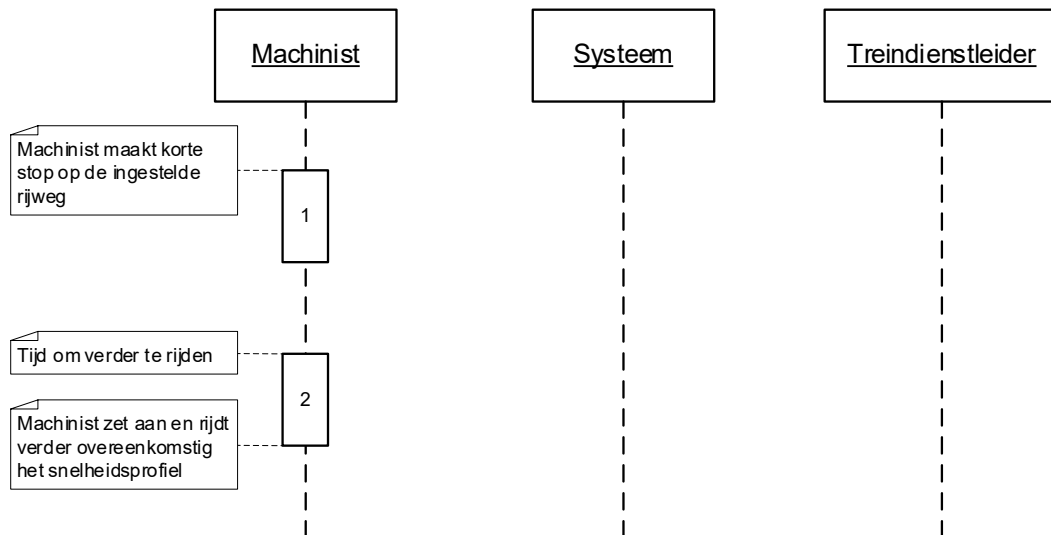 Machinist
Systeem
Treindienstleider
Machinist maakt korte
stop op de ingestelde
rijweg
1
Tijd om verder te rijden
2
Machinist zet aan en rijdt
verder overeenkomstig
het snelheidsprofiel